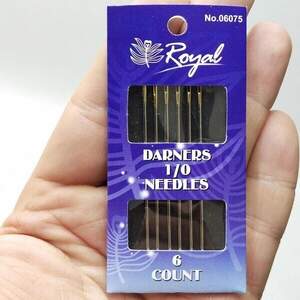 No.06075
Royal
DARNERS
1/0
NEEDLES
6
COUNT